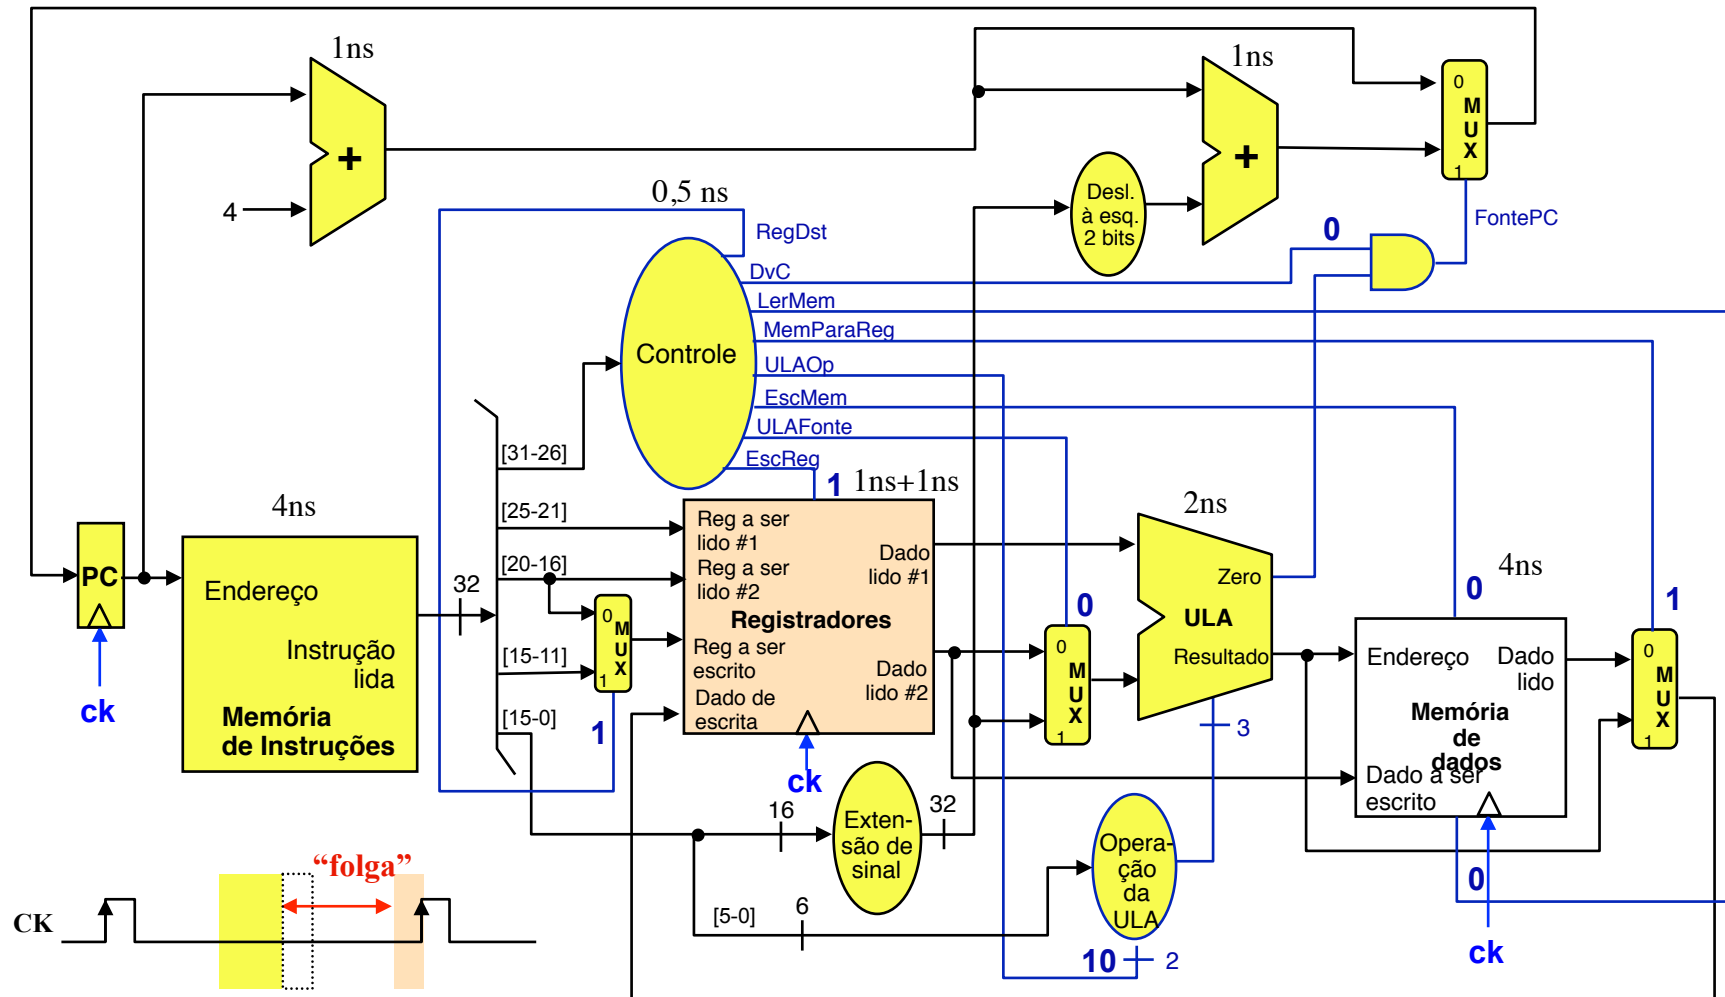 1ns
+
4
1ns
+
0
M
U
X
1
Desl.
à esq.
2 bits
FontePC
0
0,5 ns
RegDst
DvC
LerMem
MemParaReg
ULAOp
EscMem
ULAFonte
EscReg
Controle
[31-26]
[25-21]
[20-16]
[15-11]
[15-0]
4ns
PC
ck
Endereço
Instrução
lida
Memória
de Instruções
32
0
M
U
X
1
1
1
1ns+1ns
Reg a ser
lido #1
Reg a ser
lido #2
Registradores
Reg a ser
escrito
Dado de
escrita
Dado
lido #1
Dado
lido #2
ck
0
0
M
U
X
1
2ns
Zero
ULA
Resultado
3
0
4ns
Endereço
Dado
lido
Memória
de
dados
Dado a ser
escrito
0
ck
1
0
M
U
X
1
16
Exten-
são de
sinal
32
[5-0]
6
Opera-
ção
da
ULA
10
2
“folga”
CK